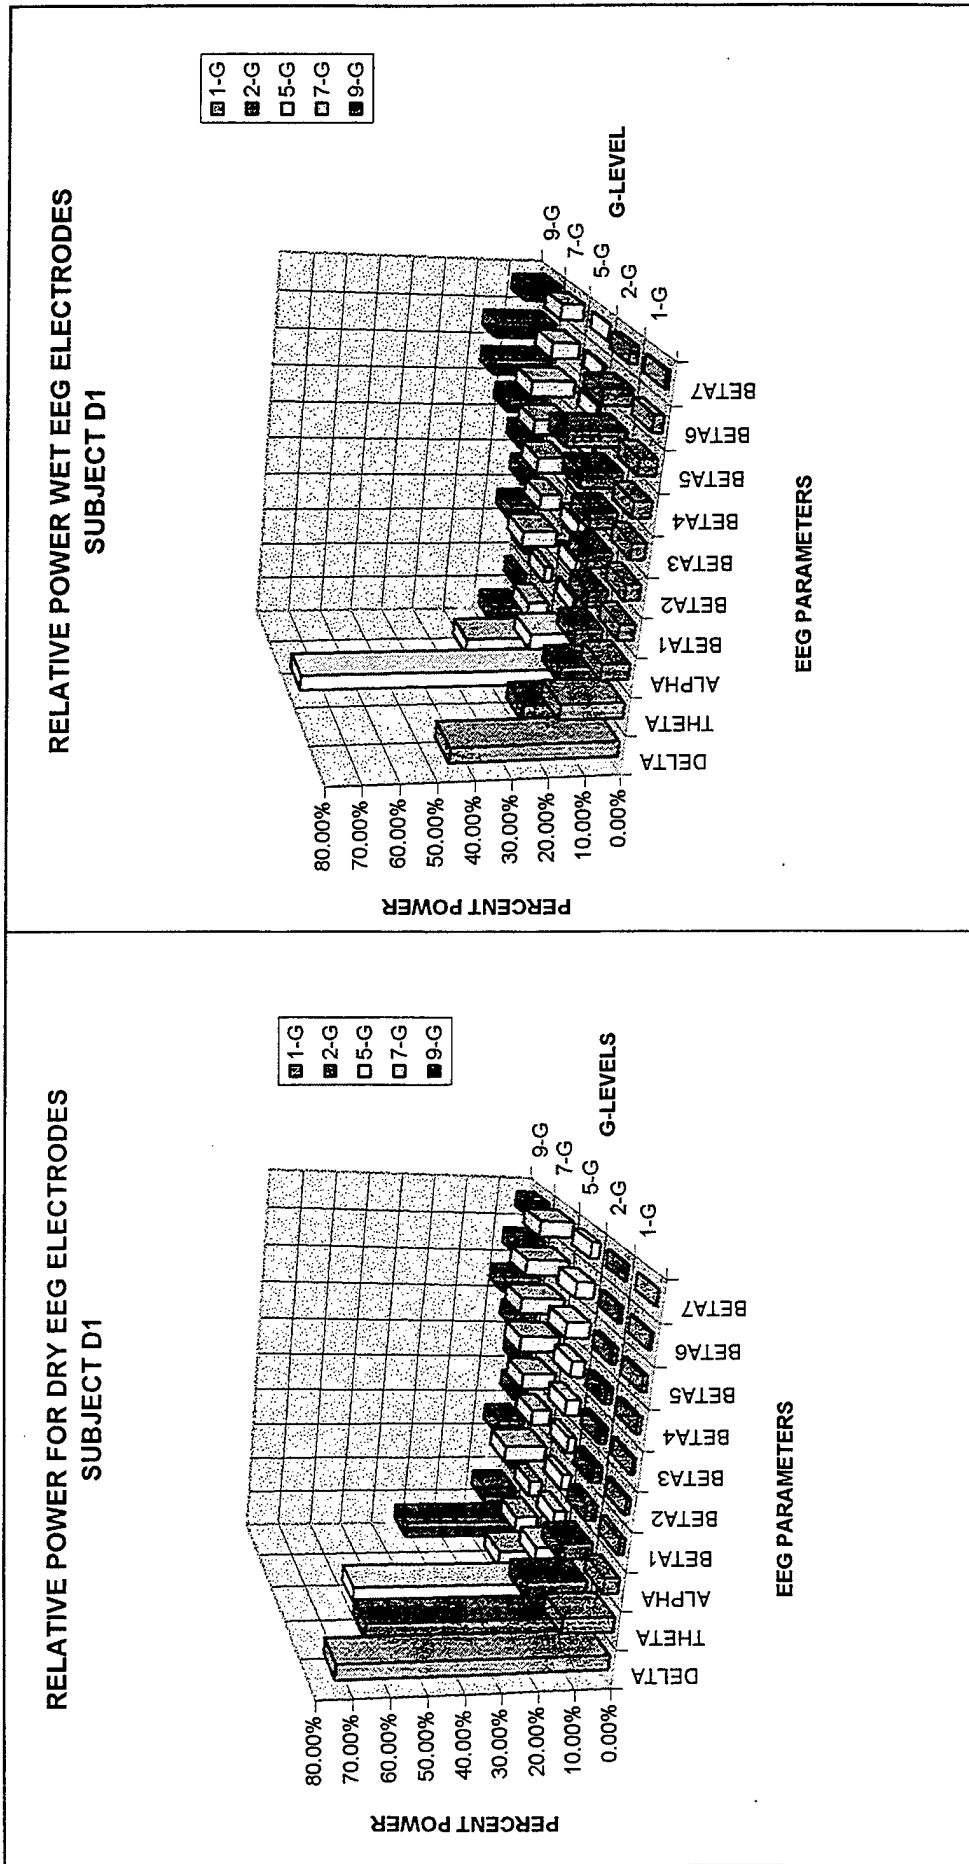 RELATIVE POWER FOR DRY EEG ELECTRODES
SUBJECT D1
80.00%
70.00%
60.00%
50.00%
40.00%
30.00%
20.00%
10.00%
0.00%
PERCENT POWER
DELTA
THETA
ALPHA
BETA1
BETA2
BETA3
BETA4
BETA5
BETA6
BETA7
EEG PARAMETERS
9-G
7-G
5-G
2-G
1-G
G-LEVELS
1-G
2-G
5-G
7-G
9-G
RELATIVE POWER WET EEG ELECTRODES
SUBJECT D1
80.00%
70.00%
60.00%
50.00%
40.00%
30.00%
20.00%
10.00%
0.00%
PERCENT POWER
DELTA
THETA
ALPHA
BETA1
BETA2
BETA3
BETA4
BETA5
BETA6
BETA7
EEG PARAMETERS
9-G
7-G
5-G
2-G
1-G
G-LEVEL
1-G
2-G
5-G
7-G
9-G